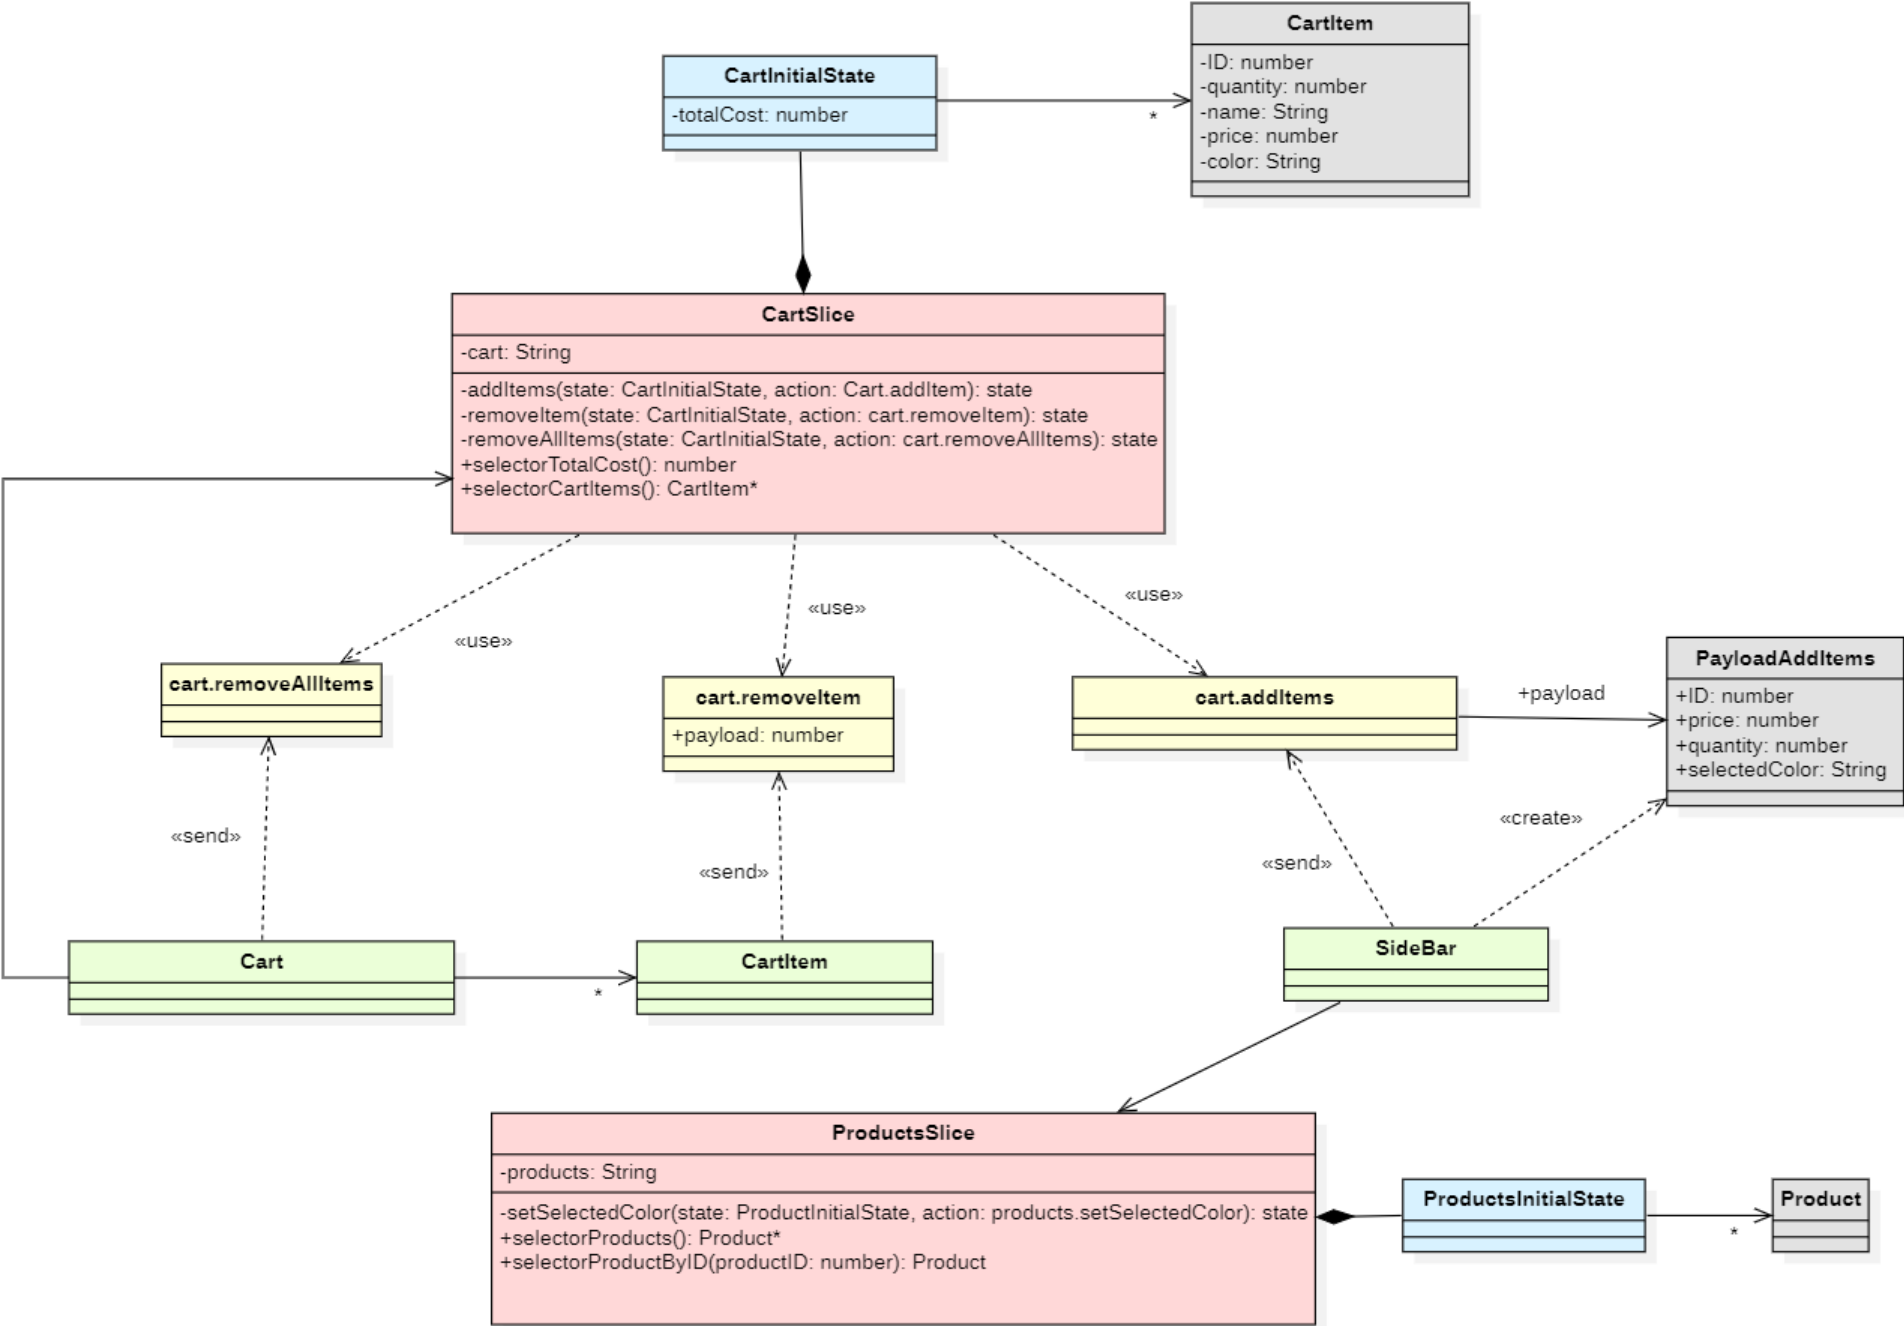 CartItem
-ID: number
-quantity: number
-name: String
-price: number
-color: String
CartInitialState
-totalCost: number
*
CartSlice
-cart: String
-addItems(state: CartInitialState, action: Cart.addItem): state
-removeItem(state: CartInitialState, action: cart.removeItem): state
-removeAllItems(state: CartInitialState, action: cart.removeAllItems): state
+selectorTotalCost(): number
+selectorCartItems(): CartItem*
«use»
«use»
«use»
cart.removeAllItems
cart.removeItem
+payload: number
cart.addItems
+payload
PayloadAddItems
+ID: number
+price: number
+quantity: number
+selectedColor: String
«send»
«send»
«send»
«create»
Cart
*
CartItem
SideBar
ProductsSlice
-products: String
-setSelectedColor(state: ProductInitialState, action: products.setSelectedColor): state
+selectorProducts(): Product*
+selectorProductByID(productID: number): Product
ProductsInitialState
*
Product